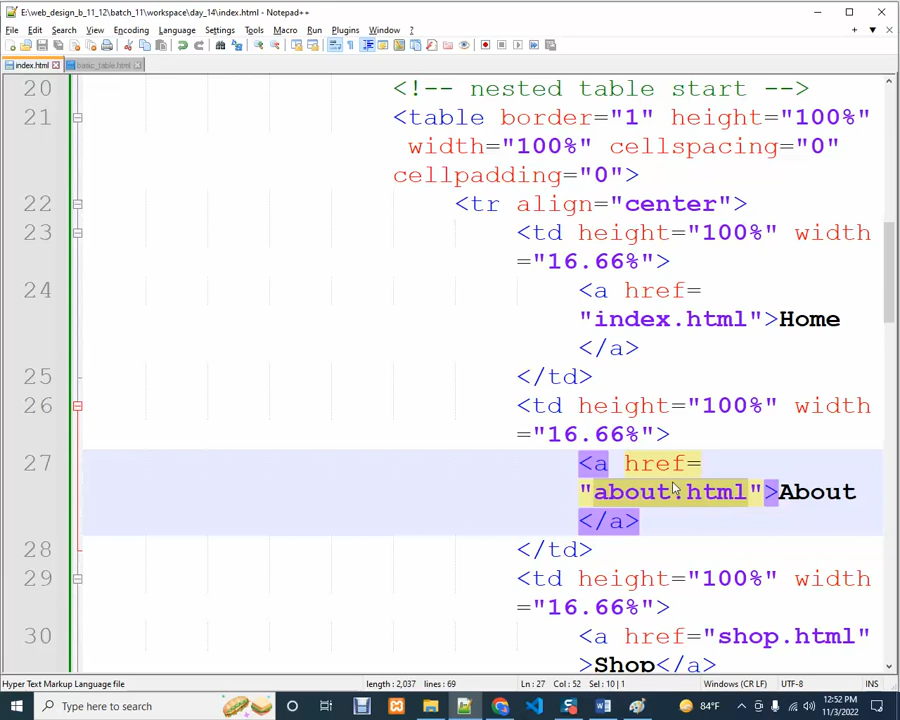 E:\web_design_b_11_12\batch_11\workspace\day_14\index.html - Notepad++
File Edit Search View Encoding Language Settings Tools Macro Run Plugins Window ?
index.html basic_table.html
20 <!-- nested table start -->
21 <table border="1" height="100%"
width="100%" cellspacing="0"
cellpadding="0">
22 <tr align="center">
23 <td height="100%" width
="16.66%">
24 <a href=
"index.html">Home
</a>
25 </td>
26 <td height="100%" width
="16.66%">
27 <a href=
"about.html">About
</a>
28 </td>
29 <td height="100%" width
="16.66%">
30 <a href="shop.html"
>Shop</a>
Hyper Text Markup Language file length : 2,037 lines : 69 Ln : 27 Col : 52 Sel : 10 | 1 Windows (CR LF) UTF-8 INS
Type here to search 84°F 12:52 PM
11/3/2022